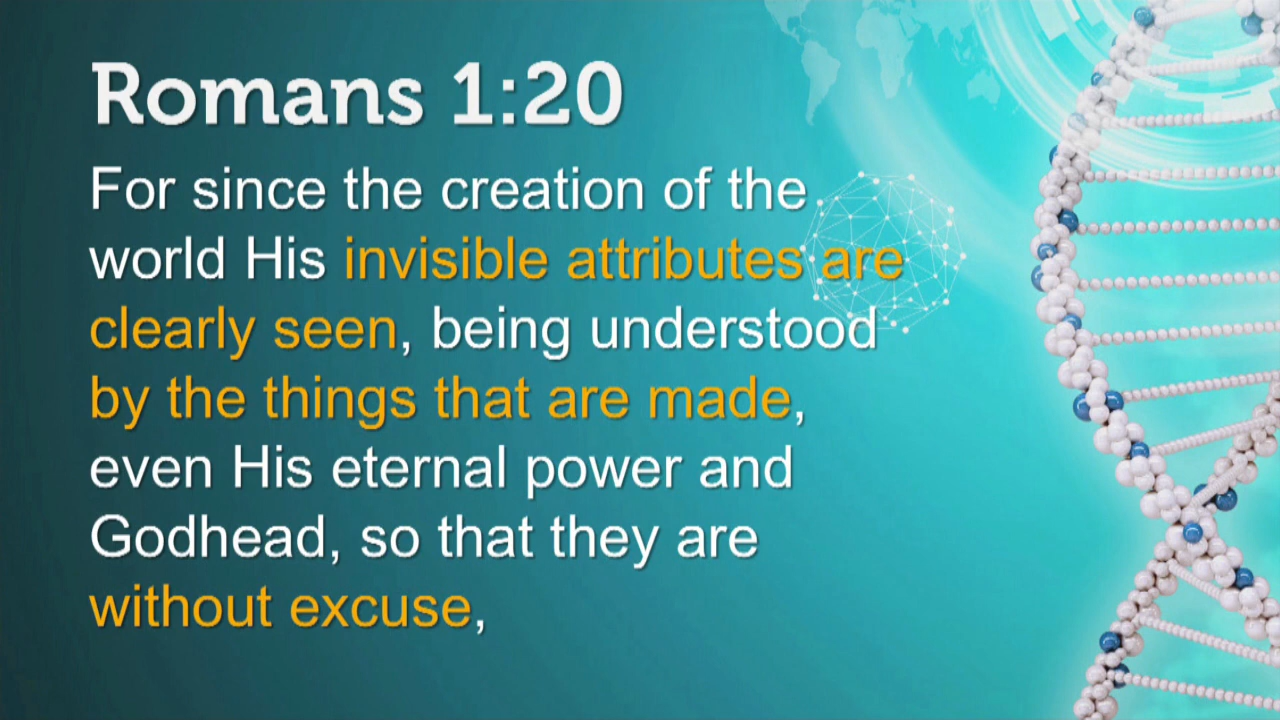 Romans 1:20
For since the creation of the
world His invisible attributes are
clearly seen, being understood
by the things that are made,
even His eternal power and
Godhead, so that they are
without excuse,